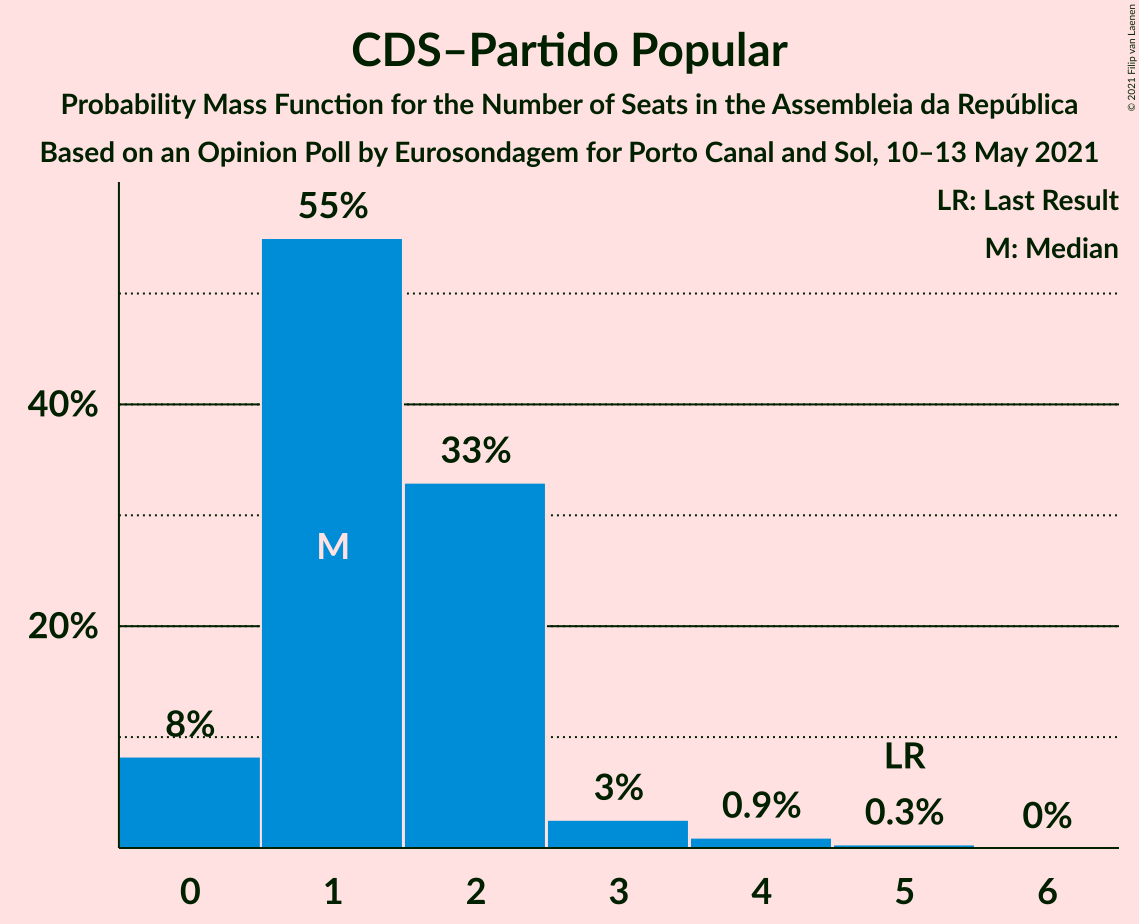 CDS–Partido Popular
Probability Mass Function for the Number of Seats in the Assembleia da República
Based on an Opinion Poll by Eurosondagem for Porto Canal and Sol, 10–13 May 2021
© 2021 Filip van Laenen
LR: Last Result
M: Median
55%
40%
33%
M
20%
8%
LR
3%
0.9%
0.3%
0%
0 1 2 3 4 5 6